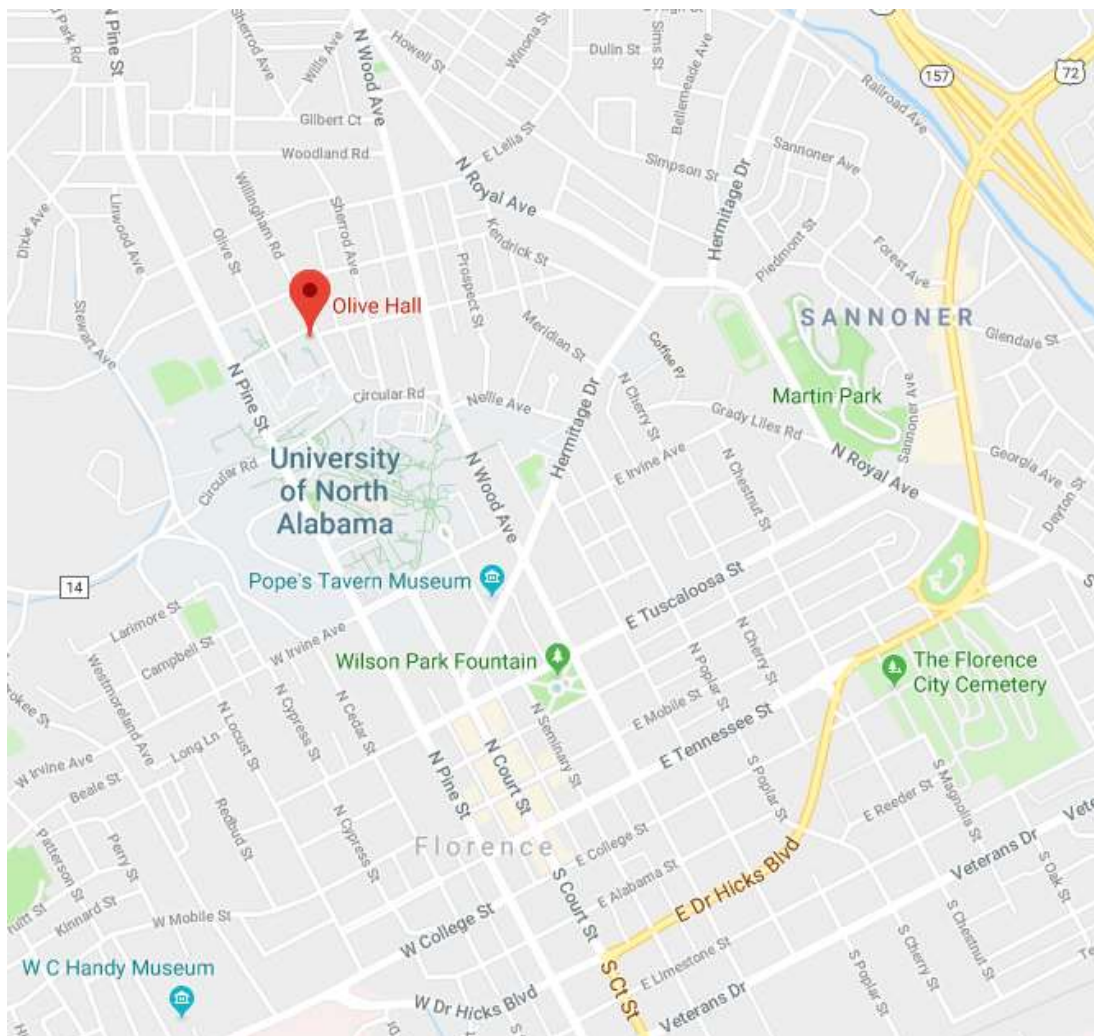 N Pine St
Sherrod Ave
Wills Ave
N Wood Ave
Howell St
Winona St
Dulin St
Sims St
Bellemeade Ave
157
72
Railroad Ave
Park Rd
Gilbert Ct
Woodland Rd
E Lelia St
Simpson St
Sannoner Ave
Hermitage Dr
Dixie Ave
Linwood Ave
Olive St
Willingham Rd
Sherrod Ave
N Royal Ave
Kendrick St
Piedmont St
Forest Ave
Prospect St
Stewart Ave
Olive Hall
Meridian St
Coffee Pl
SANNONER
Glendale St
N Pine St
Circular Rd
Nellie Ave
Hermitage Dr
N Cherry St
Grady Liles Rd
Martin Park
Sannoner Ave
Circular Rd
University
of North
Alabama
N Wood Ave
E Irvine Ave
N Chestnut St
N Royal Ave
Georgia Ave
Dayton St
14
Pope's Tavern Museum
E Tuscaloosa St
Larimore St
Campbell St
W Irvine Ave
Wilson Park Fountain
N Poplar St
N Cherry St
The Florence
City Cemetery
Westmoreland Ave
N Locust St
N Cypress St
N Cedar St
N Seminary St
E Mobile St
E Tennessee St
W Irvine Ave
Long Ln
Beale St
N Pine St
N Court St
S Poplar St
S Magnolia St
E Reeder St
Veterans Dr
Redbud St
N Cypress St
Florence
E College St
Patterson St
Perry St
Kinnard St
W Mobile St
W College St
S Court St
E Alabama St
E Dr Hicks Blvd
S Oak St
S Chestnut St
S Cherry St
S Poplar St
W C Handy Museum
W Dr Hicks Blvd
S Ct St
E Limestone St
Veterans Dr